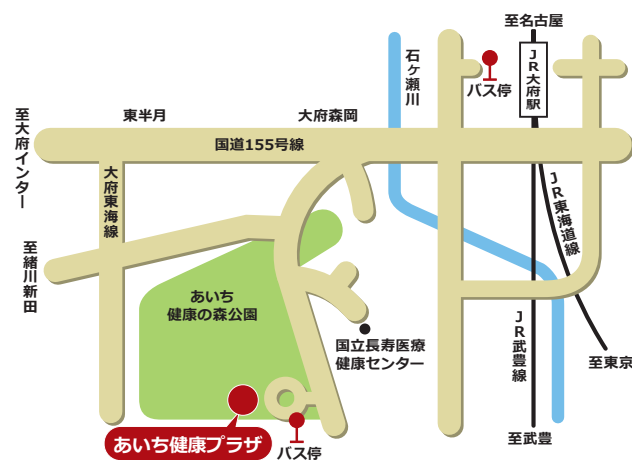 至名古屋
JR大府駅
バス停
石ヶ瀬川
東半月
大府森岡
国道155号線
至大府インター
大府東海線
至緒川新田
JR東海道線
あいち
健康の森公園
国立長寿医療
健康センター
JR武豊線
至東京
至武豊
あいち健康プラザ
バス停